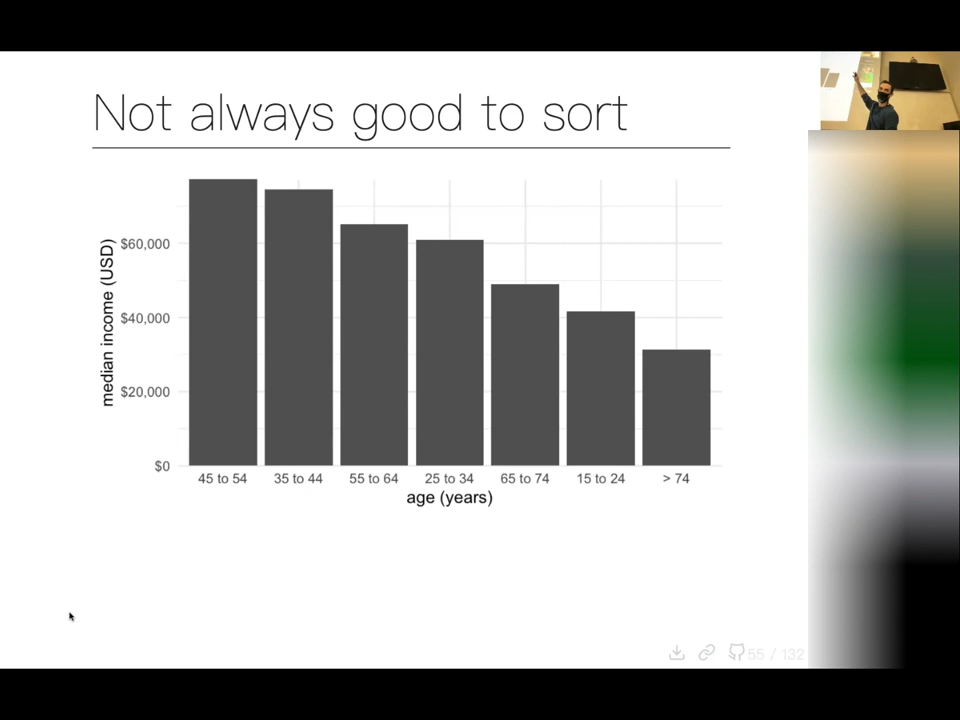 Not always good to sort
median income (USD)
$60,000
$40,000
$20,000
$0
45 to 54 35 to 44 55 to 64 25 to 34 65 to 74 15 to 24 > 74
age (years)
55 / 132